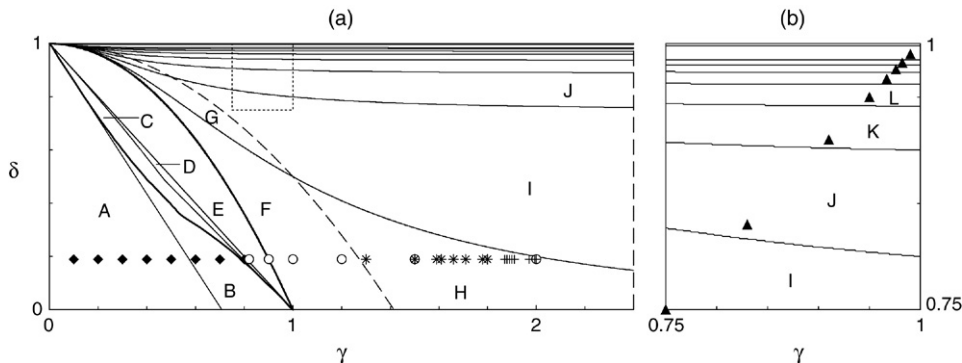 (a) (b)
1 1
J
C G L
K
D
δ I
A E F J
B H I
0 0.75
0 1 2 0.75 1
γ γ